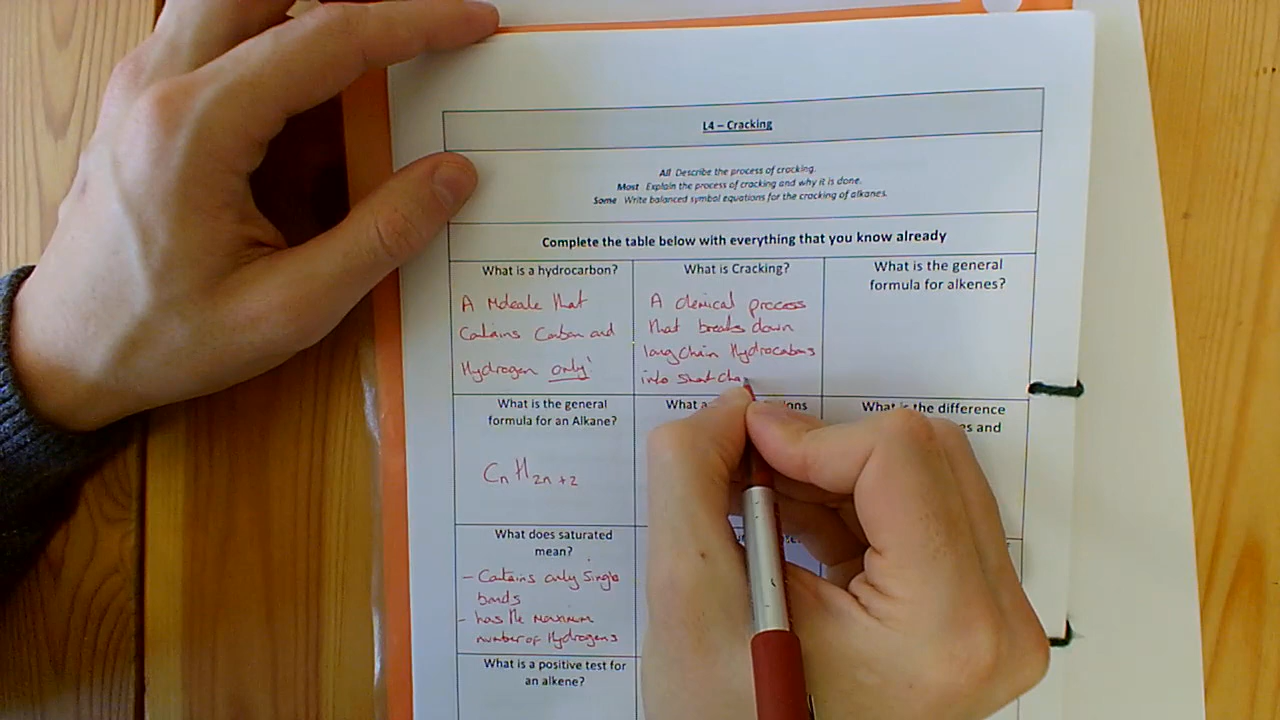 L4 – Cracking
All Describe the process of cracking.
Most Explain the process of cracking and why it is done.
Some Write balanced symbol equations for the cracking of alkanes.
Complete the table below with everything that you know already
What is a hydrocarbon?
A Molecule that
Contains Carbon and
Hydrogen only!
What is Cracking?
A chemical process
that breaks down
long chain Hydrocarbons
into short cha
What is the general
formula for alkenes?
What is the general
formula for an Alkane?
CnH2n+2
What a
ons
What is the difference
es and
What does saturated
mean?
- Contains only single
bonds
- has the maximum
number of Hydrogens
What is a positive test for
an alkene?